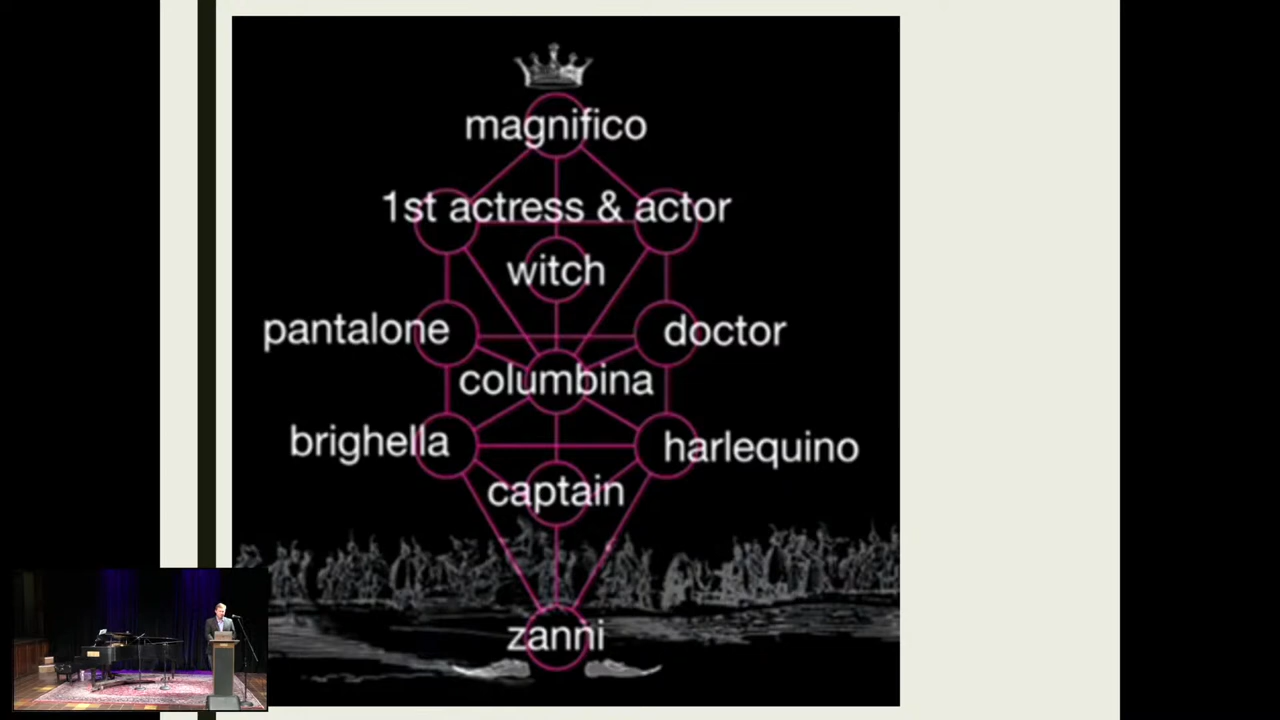 magnifico
1st actress & actor
witch
pantalone
doctor
columbina
brighella
harlequino
captain
zanni